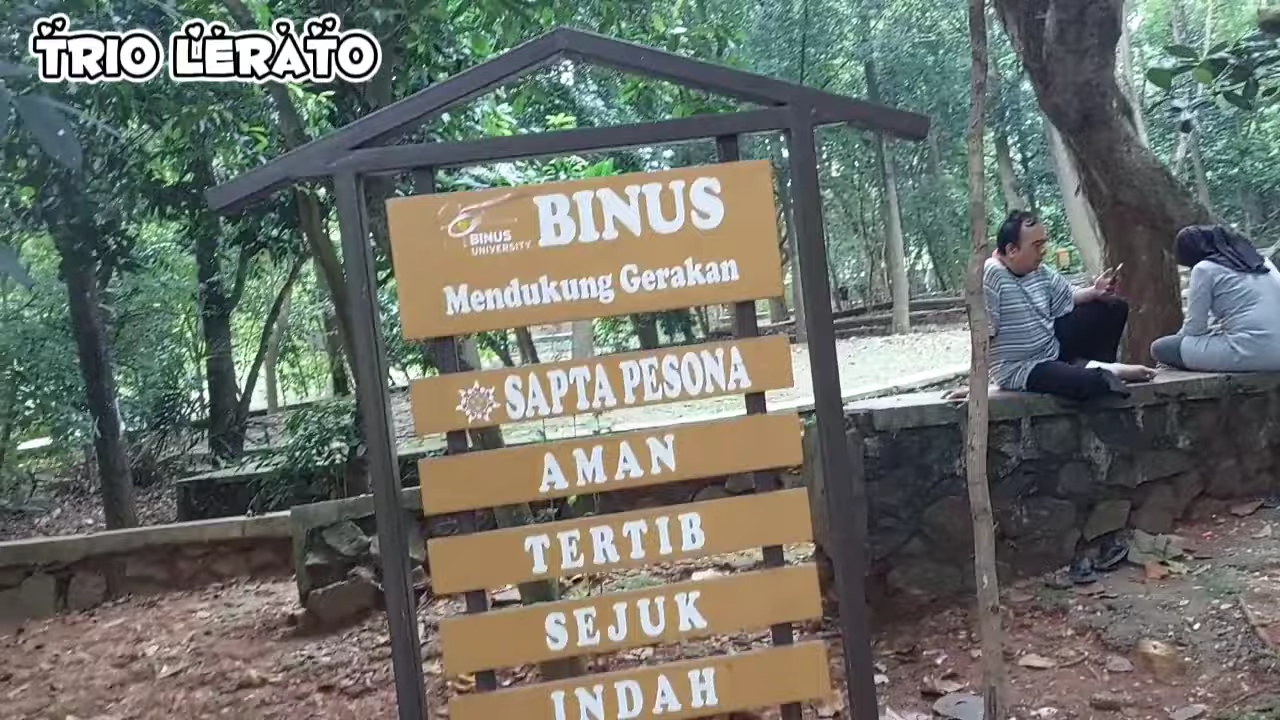 TRIO LERATO
BINUS UNIVERSITY
BINUS
Mendukung Gerakan
SAPTA PESONA
AMAN
TERTIB
SEJUK
INDAH